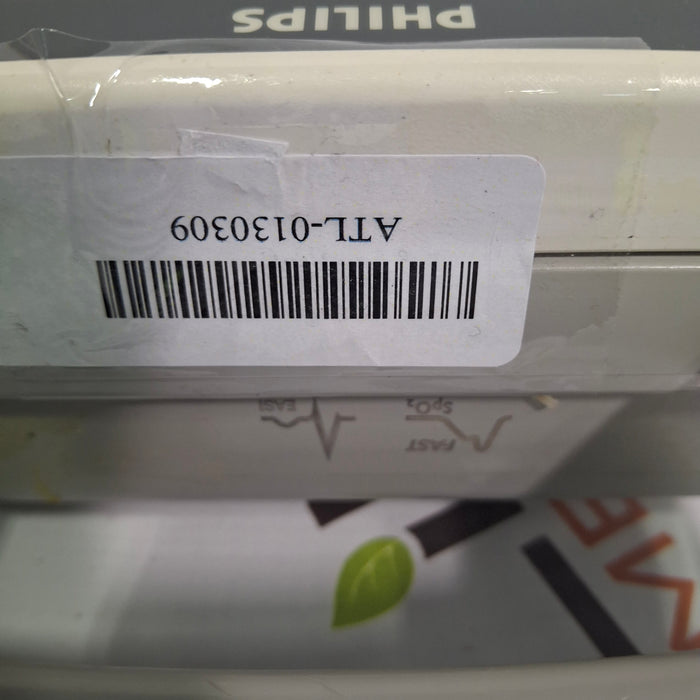 PHILIPS
ATL-0130309
EASI
FAST
SpO₂